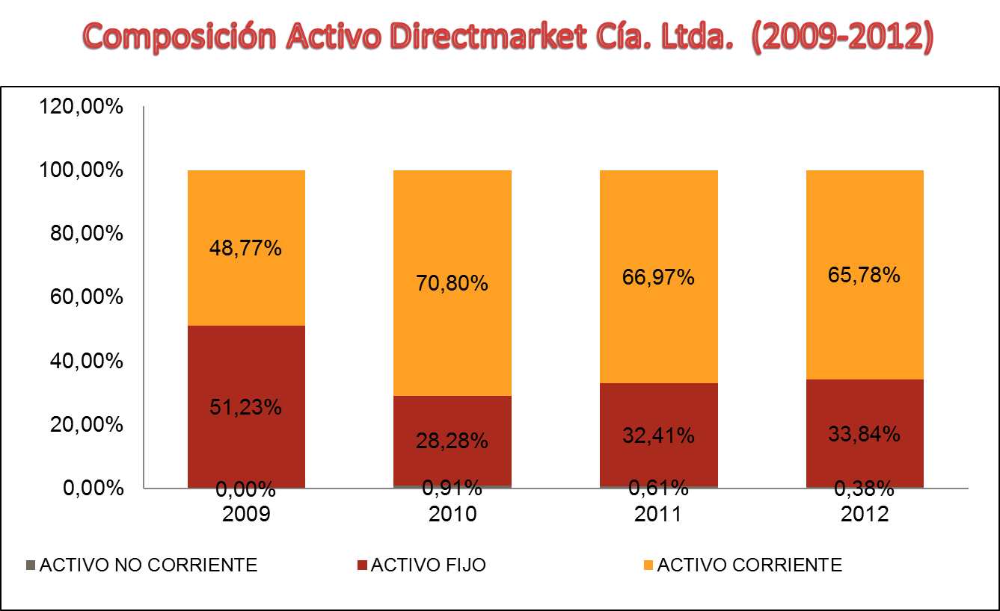 Composición Activo Directmarket Cía. Ltda. (2009-2012)
120,00%
100,00%
80,00%
60,00%
40,00%
20,00%
0,00%
48,77% 70,80% 66,97% 65,78%
51,23% 28,28% 32,41% 33,84%
0,00% 0,91% 0,61% 0,38%
2009 2010 2011 2012
ACTIVO NO CORRIENTE ACTIVO FIJO ACTIVO CORRIENTE